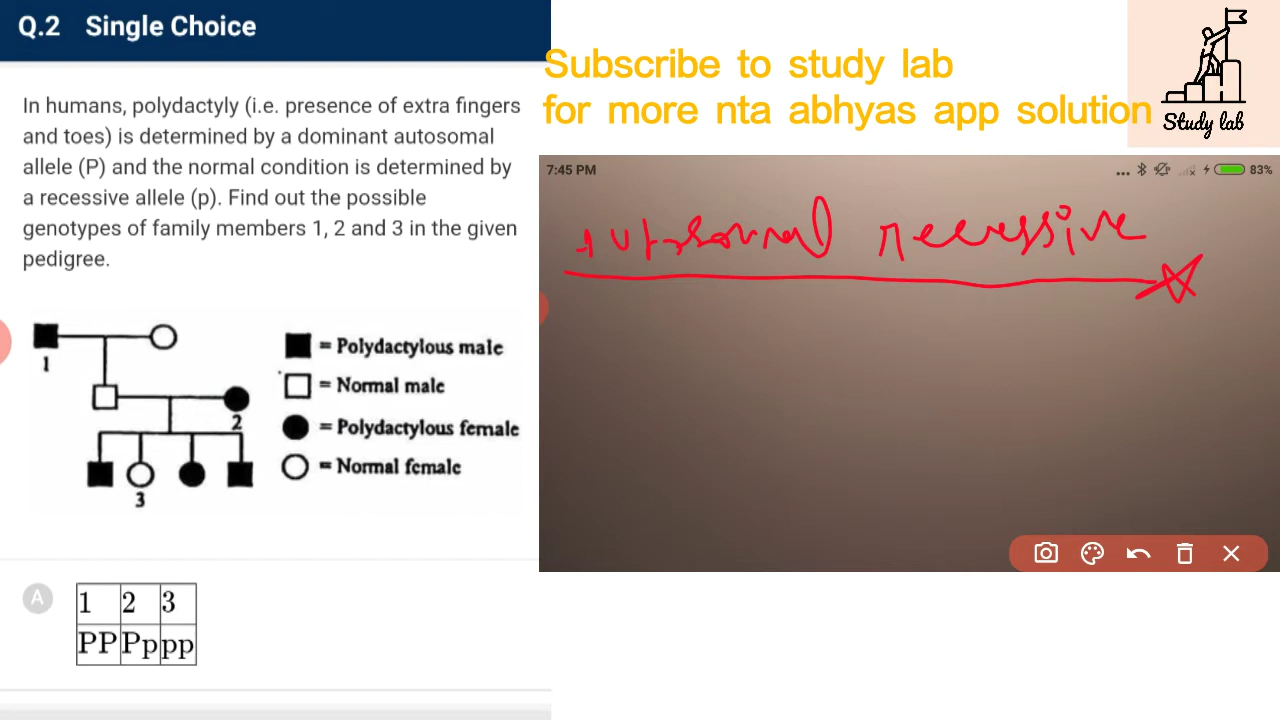 Q.2 Single Choice
Subscribe to study lab
for more nta abhyas app solution
Study lab
In humans, polydactyly (i.e. presence of extra fingers
and toes) is determined by a dominant autosomal
allele (P) and the normal condition is determined by
a recessive allele (p). Find out the possible
genotypes of family members 1, 2 and 3 in the given
pedigree.
7:45 PM
... 83%
autosomal recessive
1
2
3
= Polydactylous male
= Normal male
= Polydactylous female
= Normal female
A
1 2 3
PP Pp pp